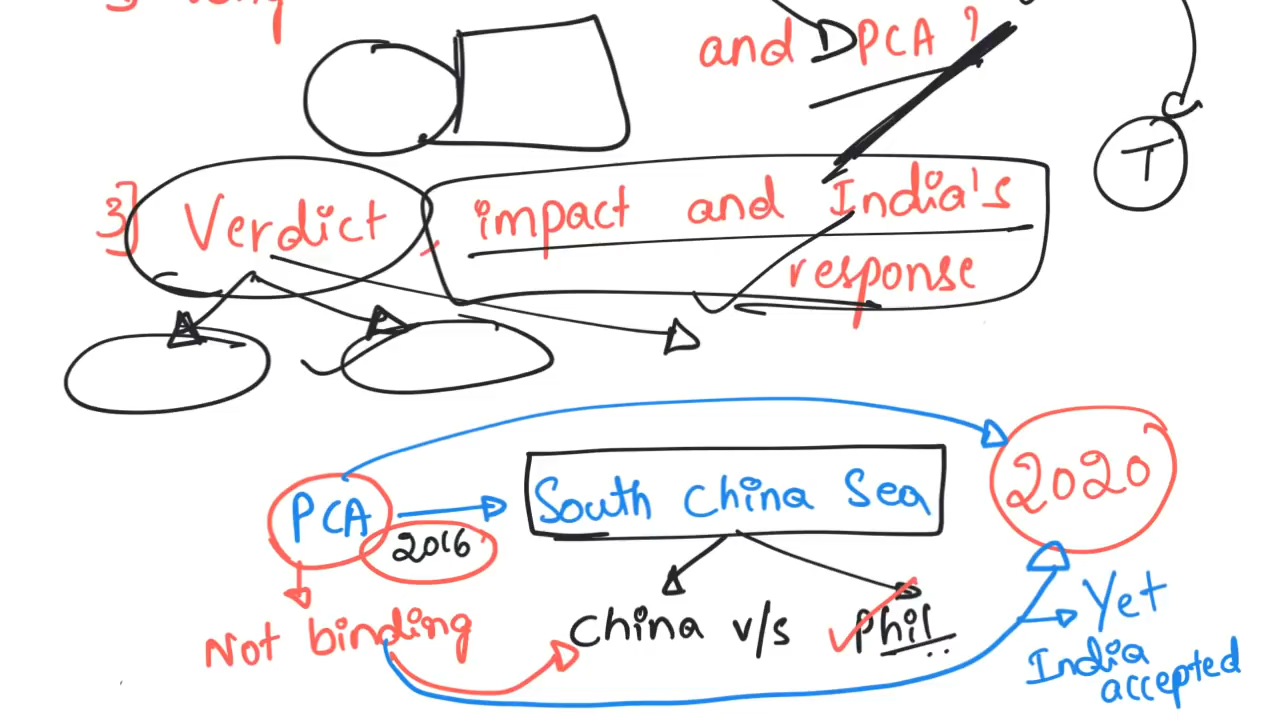 and PCA ?
T
3] Verdict, impact and India's
response
PCA
2016
South China Sea
2020
Not binding
China v/s Phil..
Yet
India
accepted